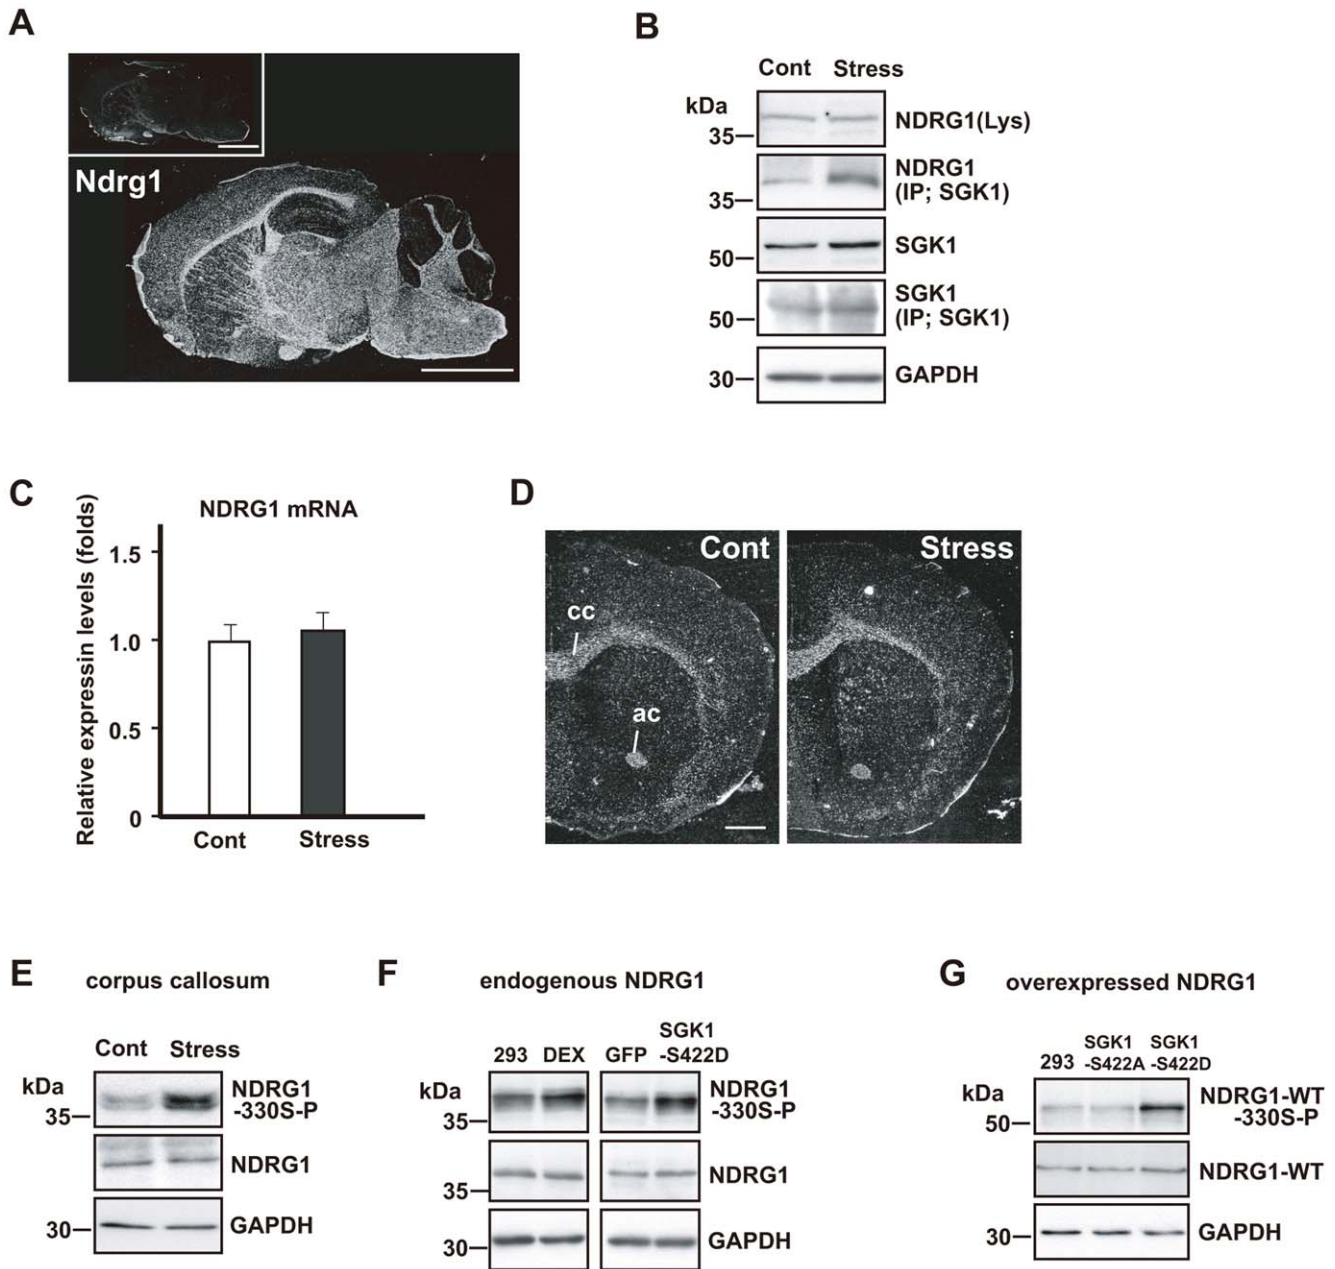 A
Ndrg1
B
Cont Stress
kDa
NDRG1(Lys)
35
NDRG1
(IP; SGK1)
35
SGK1
50
SGK1
(IP; SGK1)
50
GAPDH
30
C
NDRG1 mRNA
Relative expressin levels (folds)
1.5
1.0
0.5
0
Cont Stress
D
Cont
Stress
cc
ac
E
corpus callosum
Cont Stress
kDa
NDRG1
-330S-P
35
NDRG1
GAPDH
30
F
endogenous NDRG1
293 DEX GFP SGK1
-S422D
kDa
NDRG1
-330S-P
35
NDRG1
35
GAPDH
30
G
overexpressed NDRG1
293 SGK1
-S422A SGK1
-S422D
kDa
NDRG1-WT
-330S-P
50
NDRG1-WT
GAPDH
30